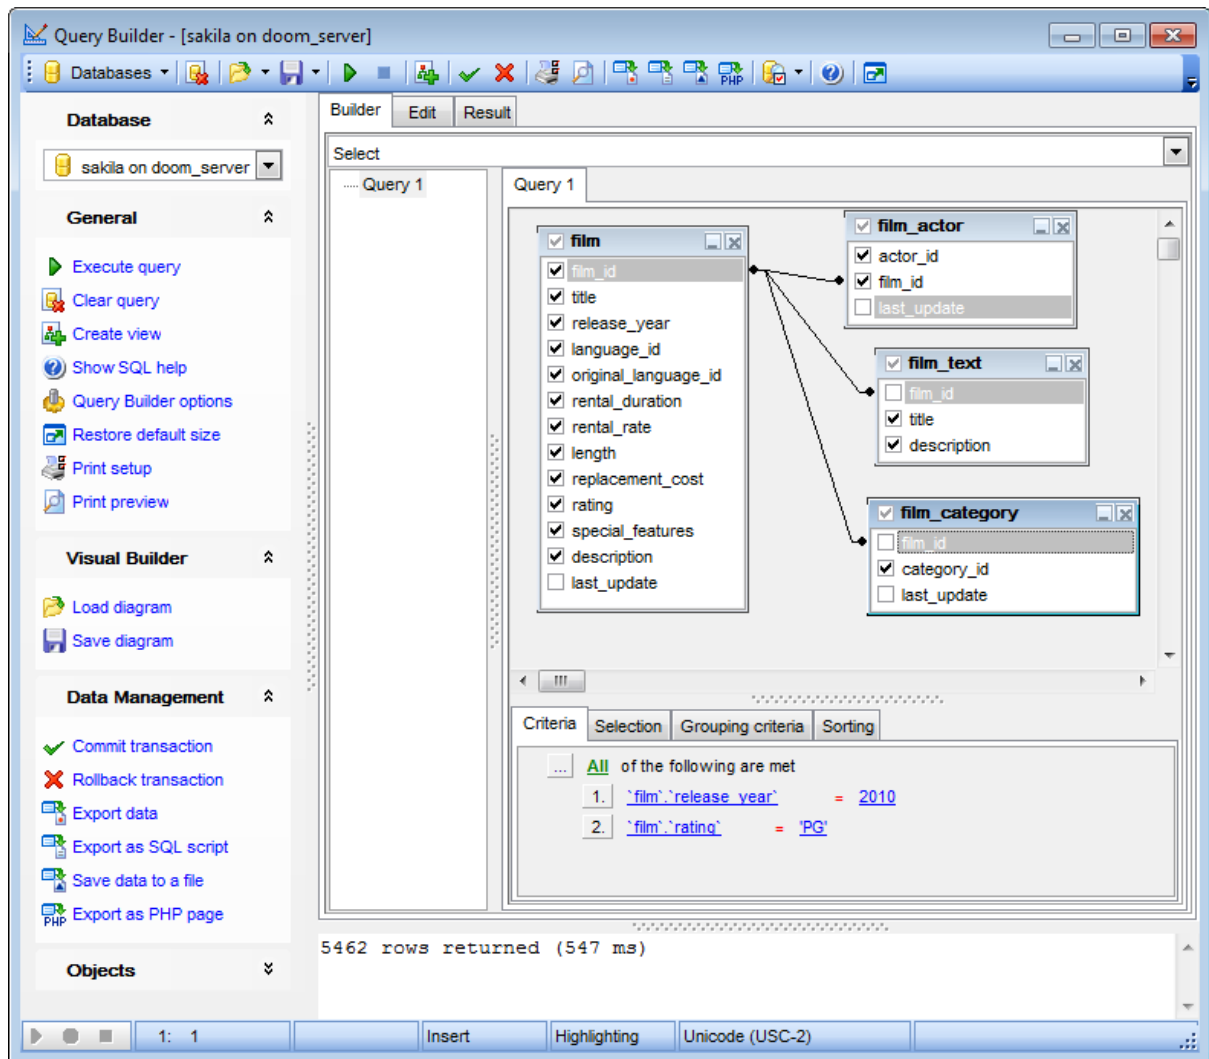 Query Builder - [sakila on doom_server]
Databases
PHP
Database
sakila on doom_server
General
Execute query
Clear query
Create view
Show SQL help
Query Builder options
Restore default size
Print setup
Print preview
Visual Builder
Load diagram
Save diagram
Data Management
Commit transaction
Rollback transaction
Export data
Export as SQL script
Save data to a file
PHP Export as PHP page
Objects
Builder Edit Result
Select
Query 1
Query 1
film
film_id
title
release_year
language_id
original_language_id
rental_duration
rental_rate
length
replacement_cost
rating
special_features
description
last_update
film_actor
actor_id
film_id
last_update
film_text
film_id
title
description
film_category
film_id
category_id
last_update
Criteria Selection Grouping criteria Sorting
... All of the following are met
1. `film`.`release_year` = 2010
2. `film`.`rating` = 'PG'
5462 rows returned (547 ms)
1: 1 Insert Highlighting Unicode (USC-2)